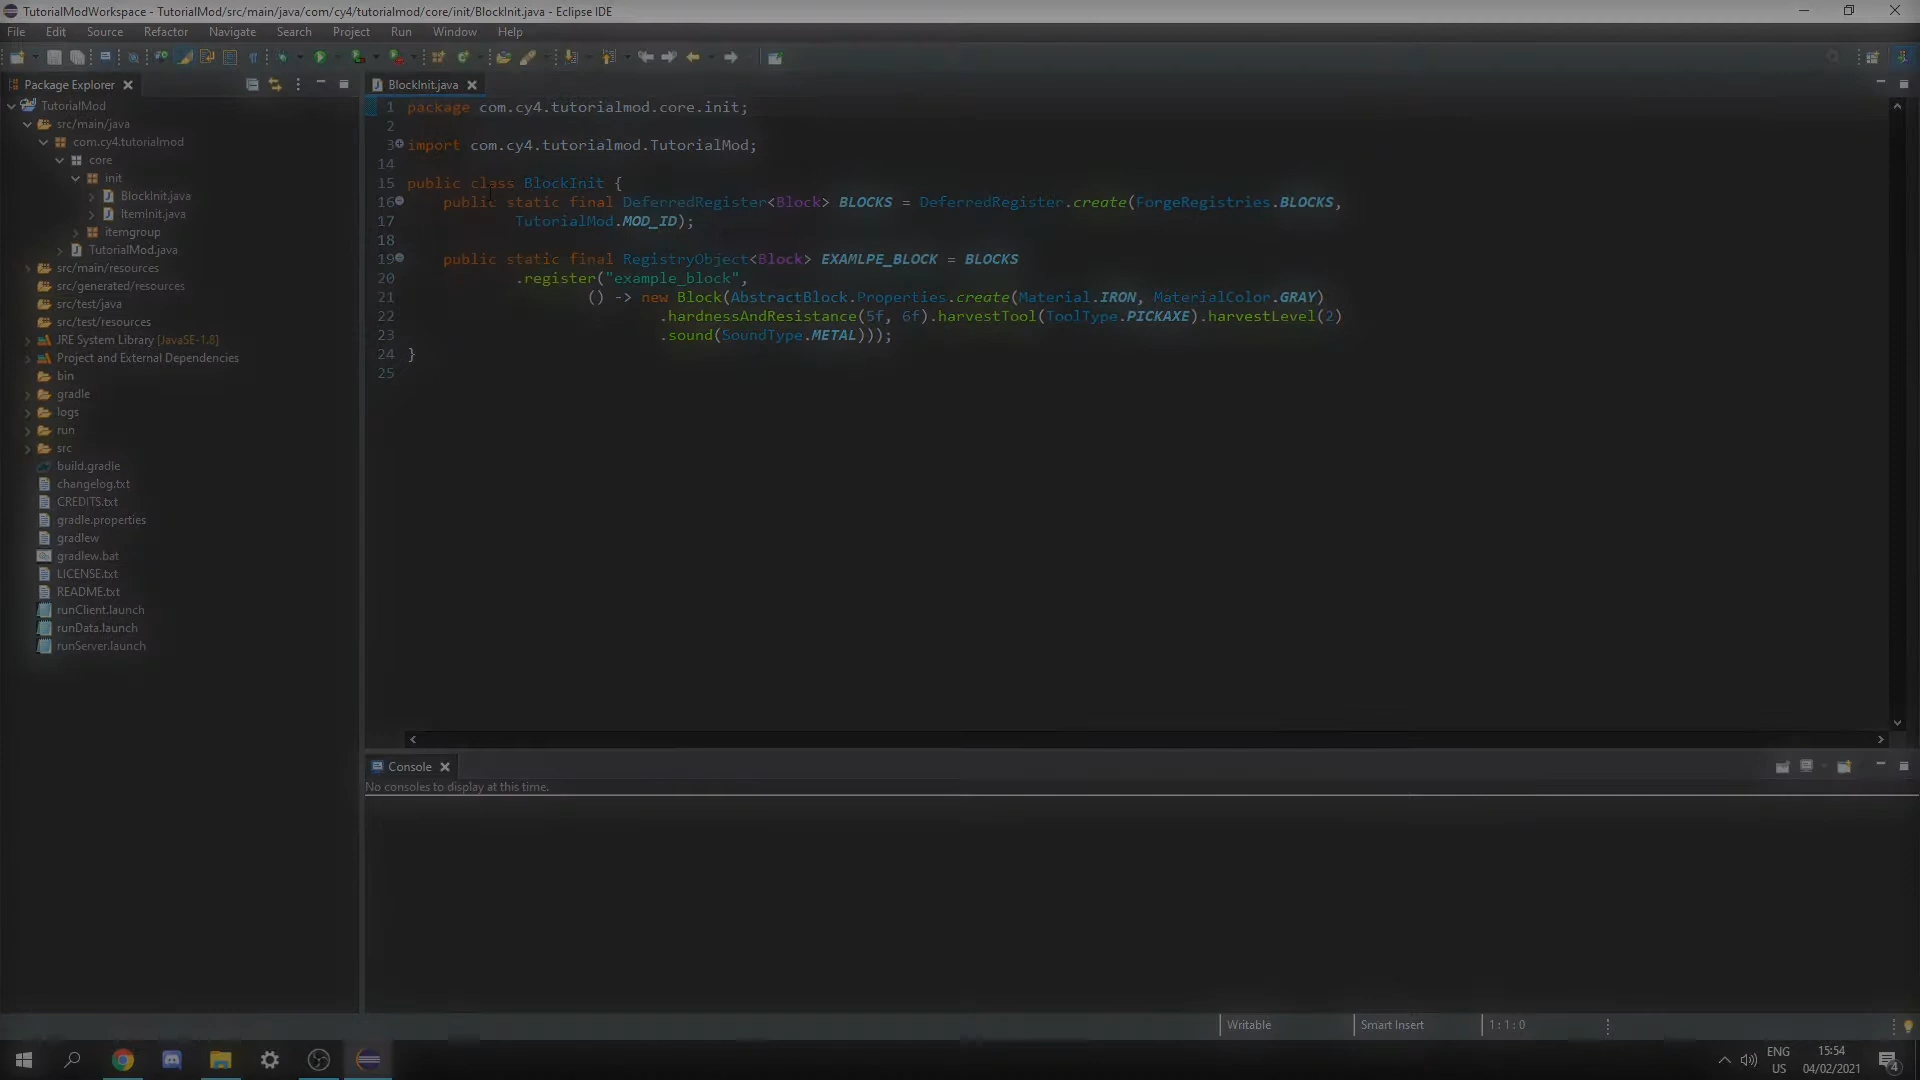 TutorialModWorkspace - TutorialMod/src/main/java/com/cy4/tutorialmod/core/init/BlockInit.java - Eclipse IDE
File Edit Source Refactor Navigate Search Project Run Window Help
Package Explorer
BlockInit.java
TutorialMod
src/main/java
com.cy4.tutorialmod
core
init
BlockInit.java
ItemInit.java
itemgroup
TutorialMod.java
src/main/resources
src/generated/resources
src/test/java
src/test/resources
JRE System Library [JavaSE-1.8]
Project and External Dependencies
bin
gradle
logs
run
src
build.gradle
changelog.txt
CREDITS.txt
gradle.properties
gradlew
gradlew.bat
LICENSE.txt
README.txt
runClient.launch
runData.launch
runServer.launch
1 package com.cy4.tutorialmod.core.init;
2
3 import com.cy4.tutorialmod.TutorialMod;
14
15 public class BlockInit {
16 public static final DeferredRegister<Block> BLOCKS = DeferredRegister.create(ForgeRegistries.BLOCKS,
17 TutorialMod.MOD_ID);
18
19 public static final RegistryObject<Block> EXAMLPE_BLOCK = BLOCKS
20 .register("example_block",
21 () -> new Block(AbstractBlock.Properties.create(Material.IRON, MaterialColor.GRAY)
22 .hardnessAndResistance(5f, 6f).harvestTool(ToolType.PICKAXE).harvestLevel(2)
23 .sound(SoundType.METAL)));
24 }
25
Console
No consoles to display at this time.
Writable Smart Insert 1 : 1 : 0
ENG
US
15:54
04/02/2021
4